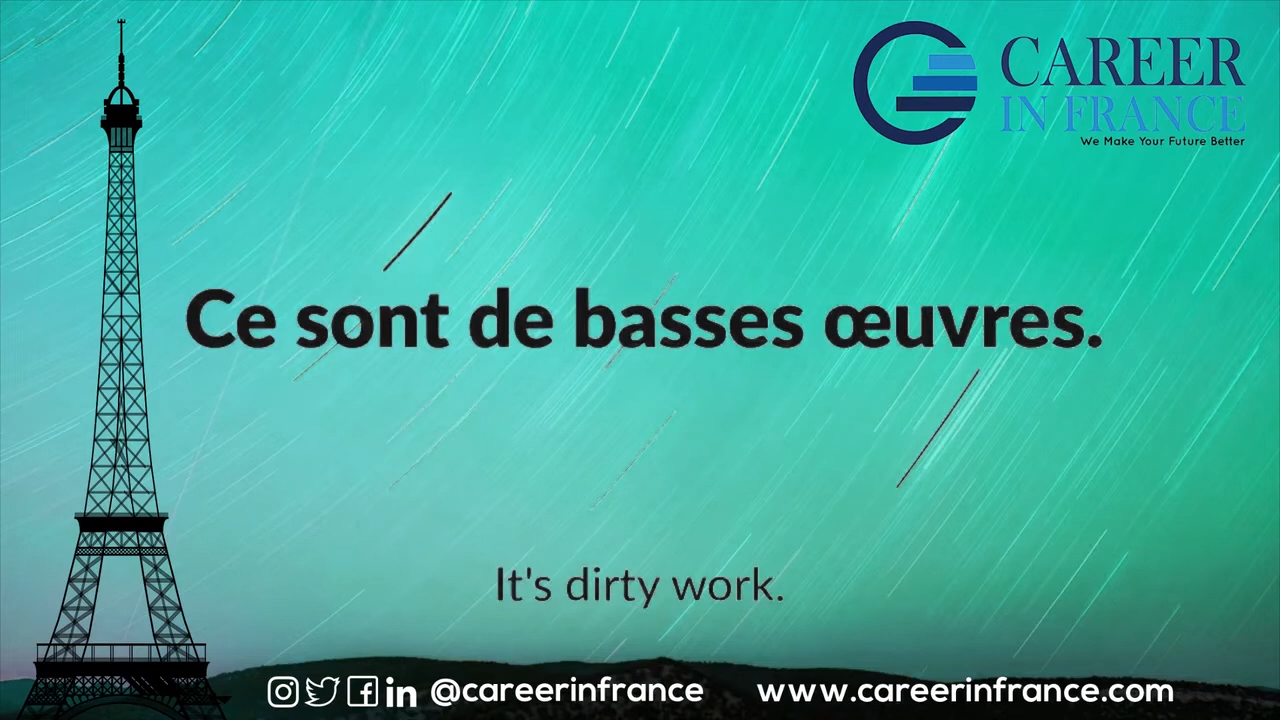 CAREER
IN FRANCE
We Make Your Future Better
Ce sont de basses œuvres.
It's dirty work.
@careerinfrance www.careerinfrance.com